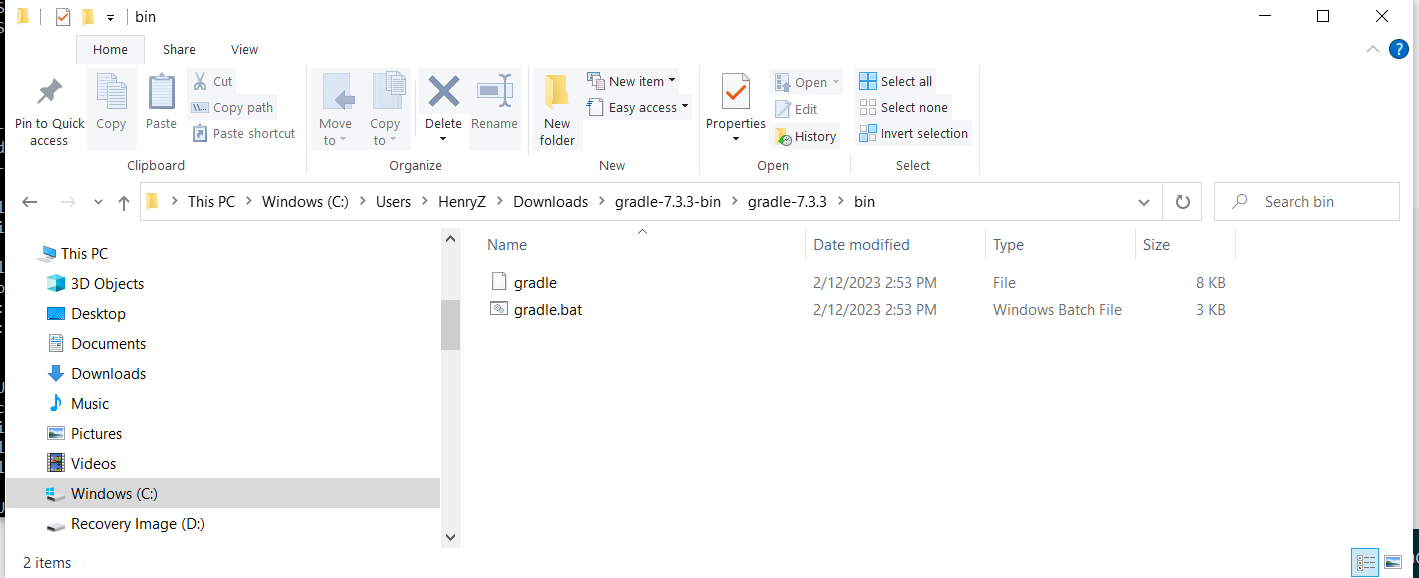 bin
Home Share View
?
Pin to Quick access
Copy
Paste
Cut
Copy path
Paste shortcut
Move to
Copy to
Delete
Rename
New folder
New item
Easy access
Properties
Open
Edit
History
Select all
Select none
Invert selection
Clipboard Organize New Open Select
This PC Windows (C:) Users HenryZ Downloads gradle-7.3.3-bin gradle-7.3.3 bin
Search bin
Name Date modified Type Size
gradle 2/12/2023 2:53 PM File 8 KB
gradle.bat 2/12/2023 2:53 PM Windows Batch File 3 KB
This PC
3D Objects
Desktop
Documents
Downloads
Music
Pictures
Videos
Windows (C:)
Recovery Image (D:)
2 items